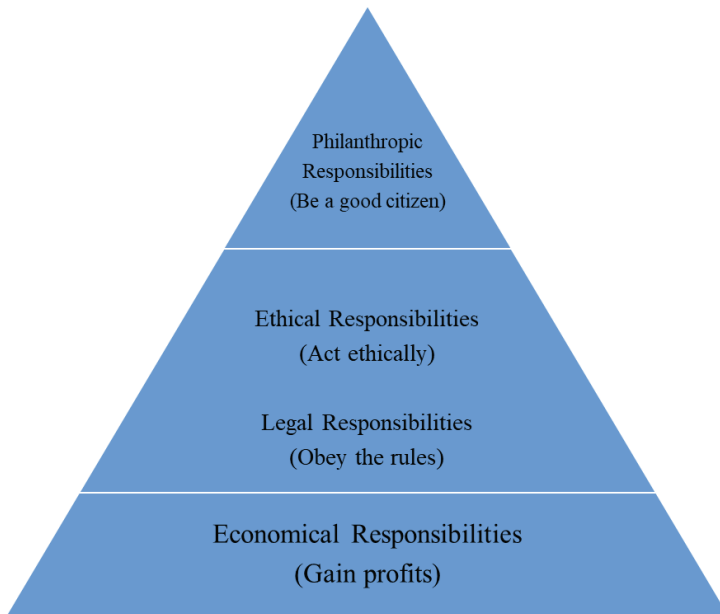 Philanthropic
Responsibilities
(Be a good citizen)
Ethical Responsibilities
(Act ethically)
Legal Responsibilities
(Obey the rules)
Economical Responsibilities
(Gain profits)